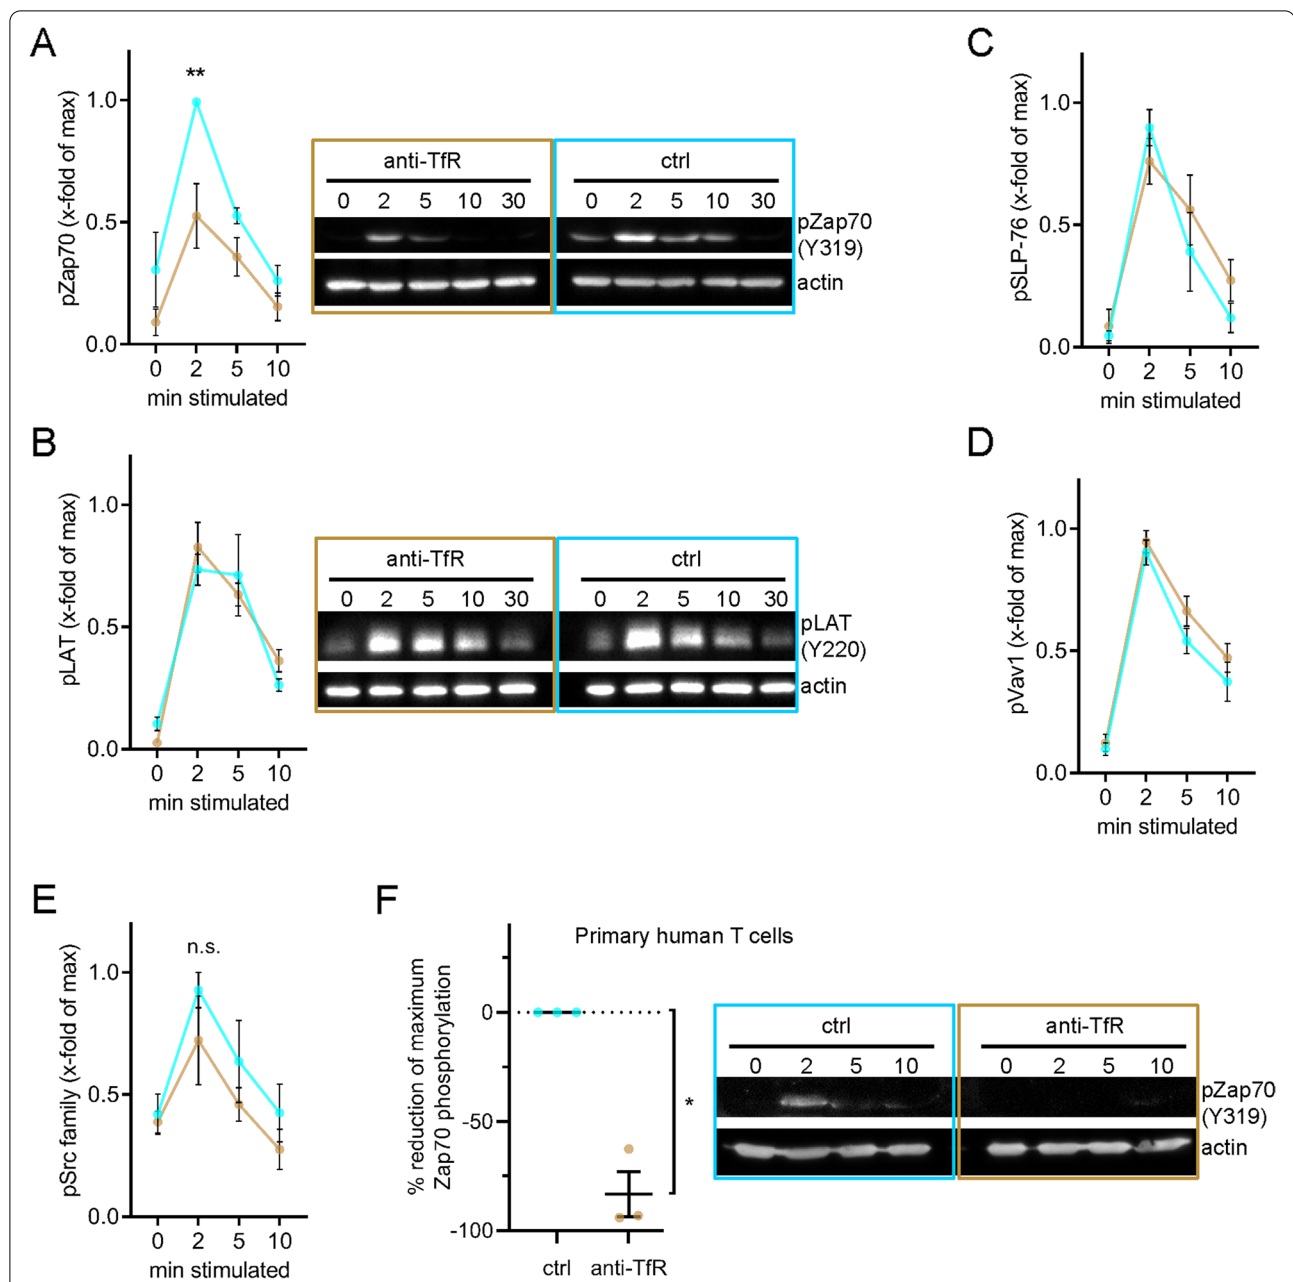 A
**
pZap70 (x-fold of max)
1.0
0.5
0.0
0 2 5 10
min stimulated
anti-TfR ctrl
0 2 5 10 30 0 2 5 10 30
pZap70
(Y319)
actin
C
pSLP-76 (x-fold of max)
1.0
0.5
0.0
0 2 5 10
min stimulated
B
pLAT (x-fold of max)
1.0
0.5
0.0
0 2 5 10
min stimulated
anti-TfR ctrl
0 2 5 10 30 0 2 5 10 30
pLAT
(Y220)
actin
D
pVav1 (x-fold of max)
1.0
0.5
0.0
0 2 5 10
min stimulated
E
n.s.
pSrc family (x-fold of max)
1.0
0.5
0.0
0 2 5 10
min stimulated
F
Primary human T cells
% reduction of maximum
Zap70 phosphorylation
0
-50
-100
*
ctrl anti-TfR
ctrl anti-TfR
0 2 5 10 0 2 5 10
pZap70
(Y319)
actin